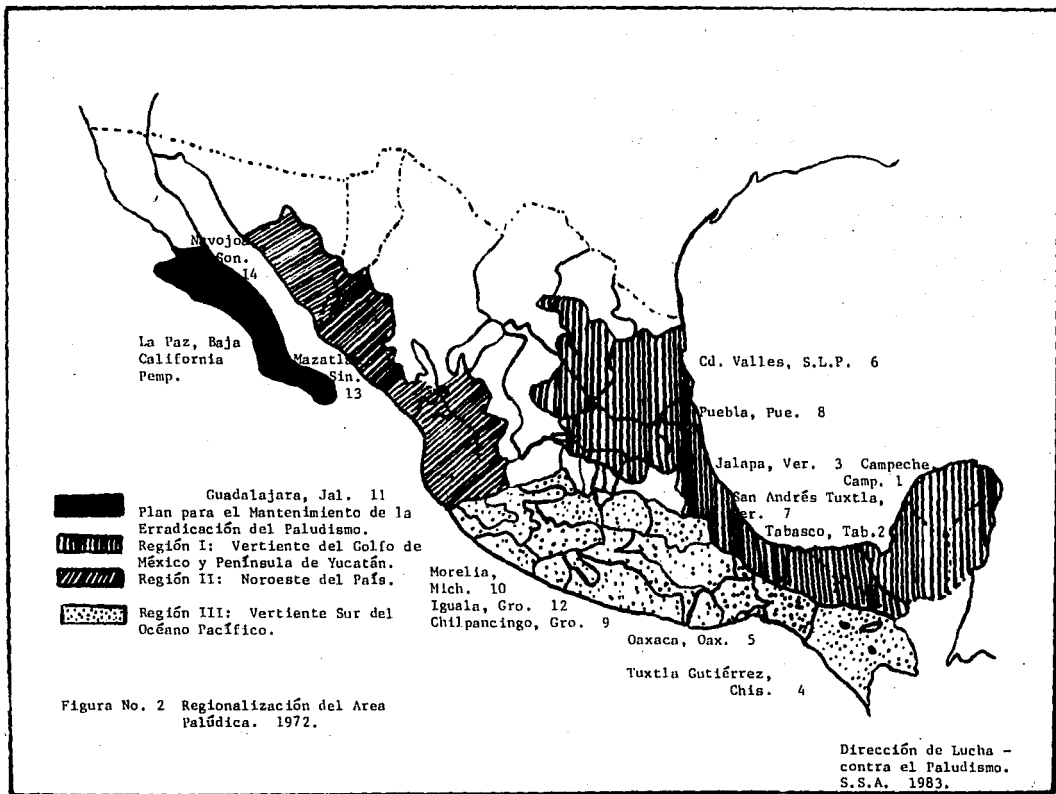 Navojoa
Son.
14
La Paz, Baja
California
Pemp.
Mazatlá
Sin.
13
Cd. Valles, S.L.P. 6
Puebla, Pue. 8
Jalapa, Ver. 3 Campeche,
Camp. 1
San Andrés Tuxtla,
er. 7
Tabasco, Tab.2
Guadalajara, Jal. 11
Plan para el Mantenimiento de la
Erradicación del Paludismo.
Región I: Vertiente del Golfo de
México y Península de Yucatán.
Región II: Noroeste del País.
Región III: Vertiente Sur del
Océano Pacífico.
Morelia,
Mich. 10
Iguala, Gro. 12
Chilpancingo, Gro. 9
Oaxaca, Oax. 5
Tuxtla Gutiérrez,
Chis. 4
Figura No. 2 Regionalización del Area
Palúdica. 1972.
Dirección de Lucha -
contra el Paludismo.
S.S.A. 1983.